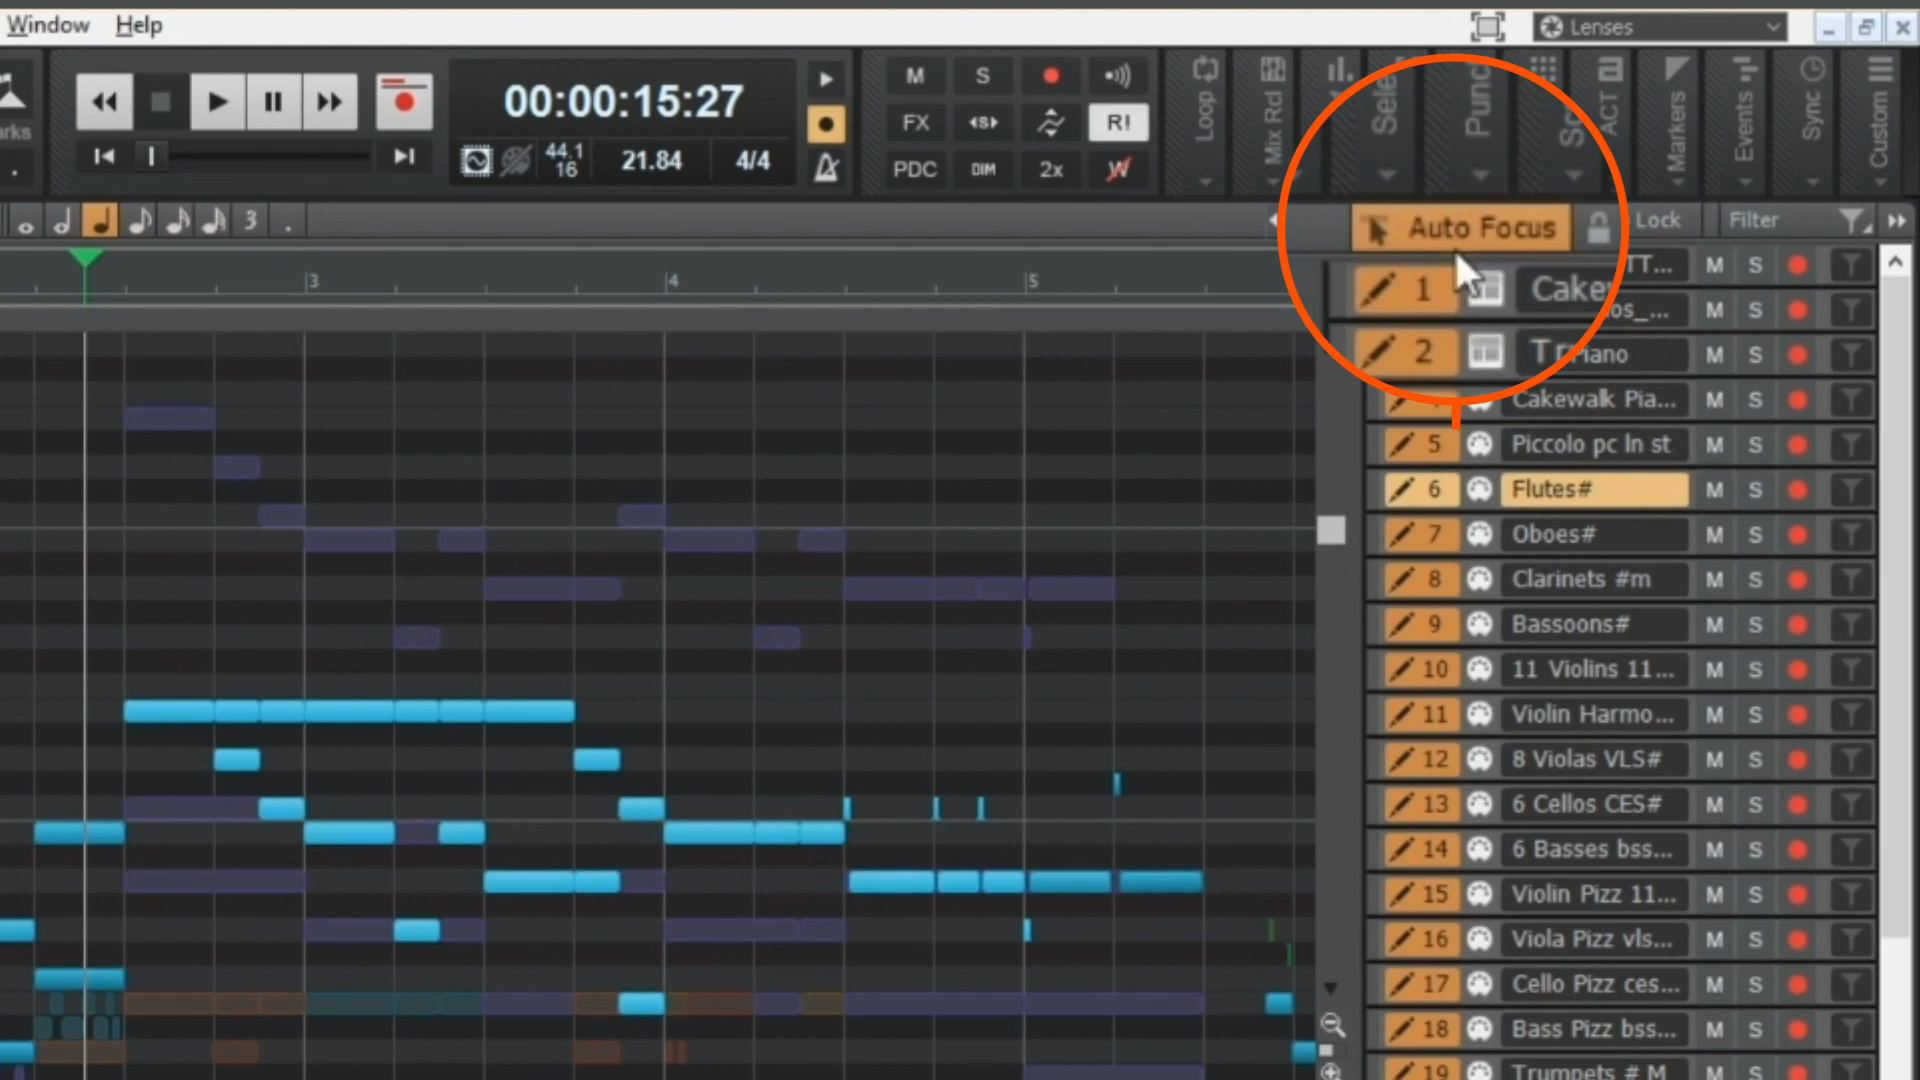 Window Help
Lenses
00:00:15:27
44.1
16
21.84
4/4
M S
FX S R!
PDC DIM 2x W
Loop
Mix Rcl
Selec
Punc
ACT
Markers
Events
Sync
Custom
arks
3 .
Auto Focus
Lock
Filter
3 4 5
1 Cake TT... M S
2 Tr os_... M S
Piano M S
Cakewalk Pia... M S
5 Piccolo pc ln st M S
6 Flutes# M S
7 Oboes# M S
8 Clarinets #m M S
9 Bassoons# M S
10 11 Violins 11... M S
11 Violin Harmo... M S
12 8 Violas VLS# M S
13 6 Cellos CES# M S
14 6 Basses bss... M S
15 Violin Pizz 11... M S
16 Viola Pizz vls... M S
17 Cello Pizz ces... M S
18 Bass Pizz bss... M S
19 Trumpets # M S